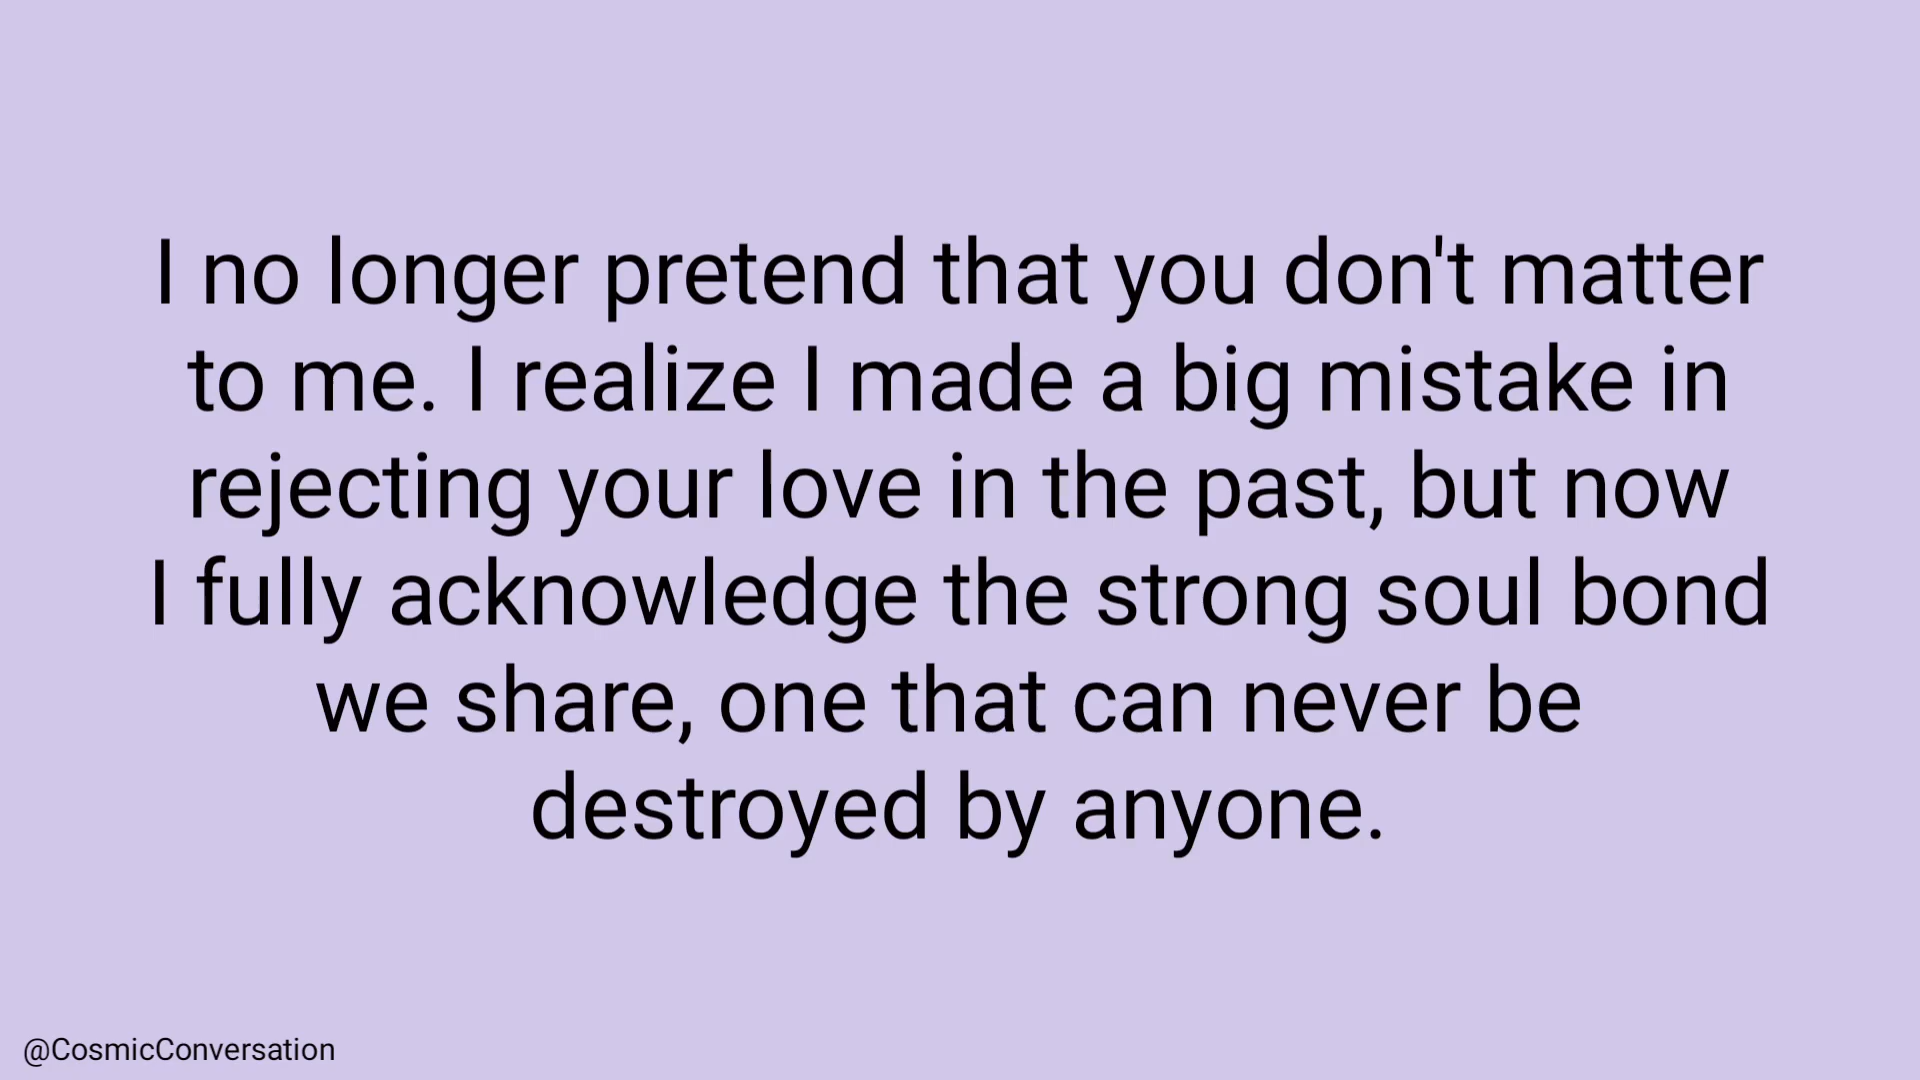 I no longer pretend that you don't matter
to me. I realize I made a big mistake in
rejecting your love in the past, but now
I fully acknowledge the strong soul bond
we share, one that can never be
destroyed by anyone.
@CosmicConversation